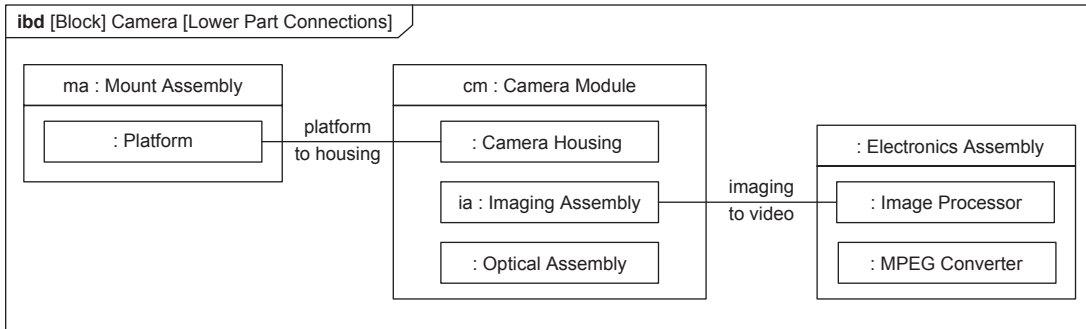 ibd [Block] Camera [Lower Part Connections]
ma : Mount Assembly
: Platform
platform
to housing
cm : Camera Module
: Camera Housing
ia : Imaging Assembly
: Optical Assembly
imaging
to video
: Electronics Assembly
: Image Processor
: MPEG Converter